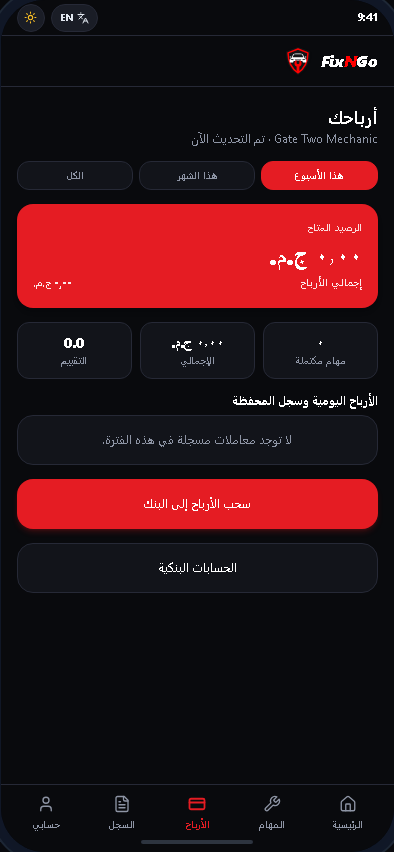 9:41
EN
FixNGo
أرباحك
Gate Two Mechanic · تم التحديث الآن
هذا الأسبوع
هذا الشهر
الكل
الرصيد المتاح
٠٫٠٠ ج.م.
إجمالي الأرباح
٠٫٠٠ ج.م.
٠
مهام مكتملة
٠٫٠٠ ج.م.
الإجمالي
0.0
التقييم
الأرباح اليومية وسجل المحفظة
لا توجد معاملات مسجلة في هذه الفترة.
سحب الأرباح إلى البنك
الحسابات البنكية
الرئيسية
المهام
الأرباح
السجل
حسابي